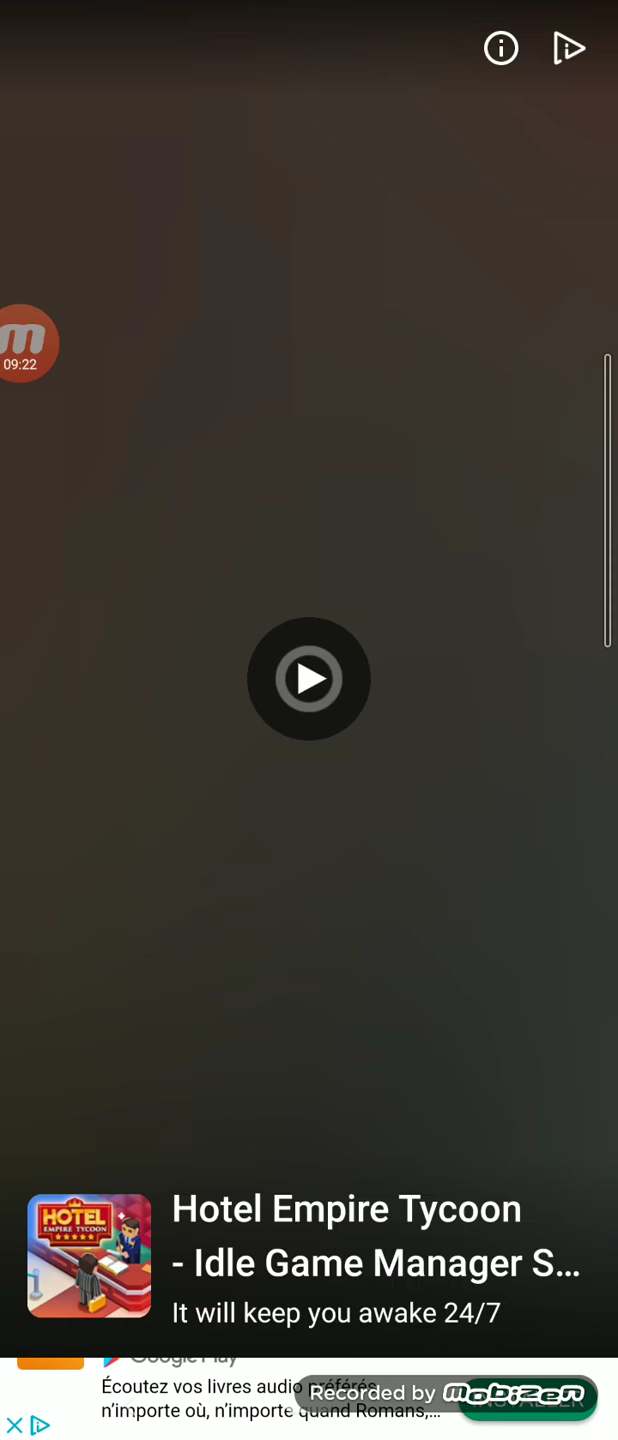 09:22
HOTEL
EMPIRE TYCOON
Hotel Empire Tycoon
- Idle Game Manager S...
It will keep you awake 24/7
Google Play
Écoutez vos livres audio préférés,
n'importe où, n'importe quand Romans,...
Recorded by mobizen